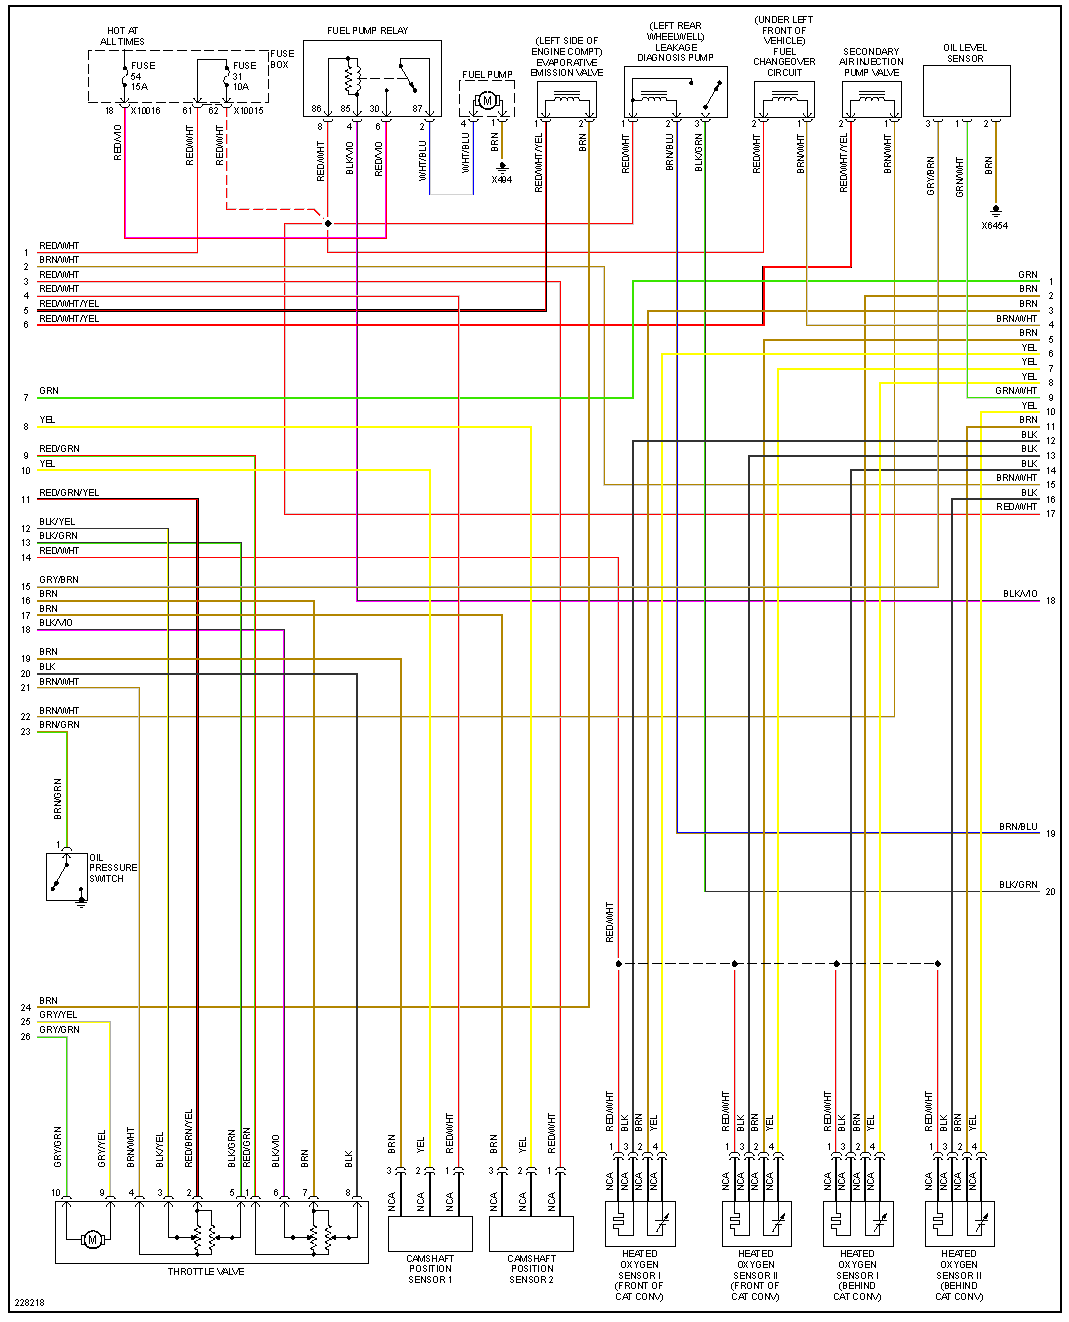 HOT AT
ALL TIMES
FUSE
54
15A
FUSE
31
10A
FUSE
BOX
18 X10016 61 62 X10015
FUEL PUMP RELAY
86 85 30 87
8 4 6 2
FUEL PUMP
M
4 1
(LEFT SIDE OF
ENGINE COMPT)
EVAPORATIVE
EMISSION VALVE
1 2
(LEFT REAR
WHEELWELL)
LEAKAGE
DIAGNOSIS PUMP
1 2 3
(UNDER LEFT
FRONT OF
VEHICLE)
FUEL
CHANGEOVER
CIRCUIT
2 1
SECONDARY
AIR INJECTION
PUMP VALVE
2 1
OIL LEVEL
SENSOR
3 1 2
RED/VIO
RED/WHT
RED/WHT
RED/WHT
BLK/VIO
RED/VIO
WHT/BLU
WHT/BLU
BRN
X494
RED/WHT/YEL
BRN
RED/WHT
BRN/BLU
BLK/GRN
RED/WHT
BRN/WHT
RED/WHT/YEL
BRN/WHT
GRY/BRN
GRN/WHT
BRN
X6454
1 RED/WHT
2 BRN/WHT
3 RED/WHT
4 RED/WHT
5 RED/WHT/YEL
6 RED/WHT/YEL
7 GRN
8 YEL
9 RED/GRN
10 YEL
11 RED/GRN/YEL
12 BLK/YEL
13 BLK/GRN
14 RED/WHT
15 GRY/BRN
16 BRN
17 BRN
18 BLK/VIO
19 BRN
20 BLK
21 BRN/WHT
22 BRN/WHT
23 BRN/GRN
24 BRN
25 GRY/YEL
26 GRY/GRN
GRN 1
BRN 2
BRN 3
BRN/WHT 4
BRN 5
YEL 6
YEL 7
YEL 8
GRN/WHT 9
YEL 10
BRN 11
BLK 12
BLK 13
BLK 14
BRN/WHT 15
BLK 16
RED/WHT 17
BLK/VIO 18
BRN/BLU 19
BLK/GRN 20
BRN/GRN
1
OIL
PRESSURE
SWITCH
RED/WHT
GRY/GRN
GRY/YEL
BRN/WHT
BLK/YEL
RED/BRN/YEL
BLK/GRN
RED/GRN
BLK/VIO
BRN
BLK
10 9 4 3 2 5 1 6 7 8
M
THROTTLE VALVE
BRN
YEL
RED/WHT
3 2 1
NCA
NCA
NCA
CAMSHAFT
POSITION
SENSOR 1
BRN
YEL
RED/WHT
3 2 1
NCA
NCA
NCA
CAMSHAFT
POSITION
SENSOR 2
RED/WHT
BLK
BRN
YEL
1 3 2 4
NCA
NCA
NCA
NCA
HEATED
OXYGEN
SENSOR I
(FRONT OF
CAT CONV)
RED/WHT
BLK
BRN
YEL
1 3 2 4
NCA
NCA
NCA
NCA
HEATED
OXYGEN
SENSOR II
(FRONT OF
CAT CONV)
RED/WHT
BLK
BRN
YEL
1 3 2 4
NCA
NCA
NCA
NCA
HEATED
OXYGEN
SENSOR I
(BEHIND
CAT CONV)
RED/WHT
BLK
BRN
YEL
1 3 2 4
NCA
NCA
NCA
NCA
HEATED
OXYGEN
SENSOR II
(BEHIND
CAT CONV)
228218